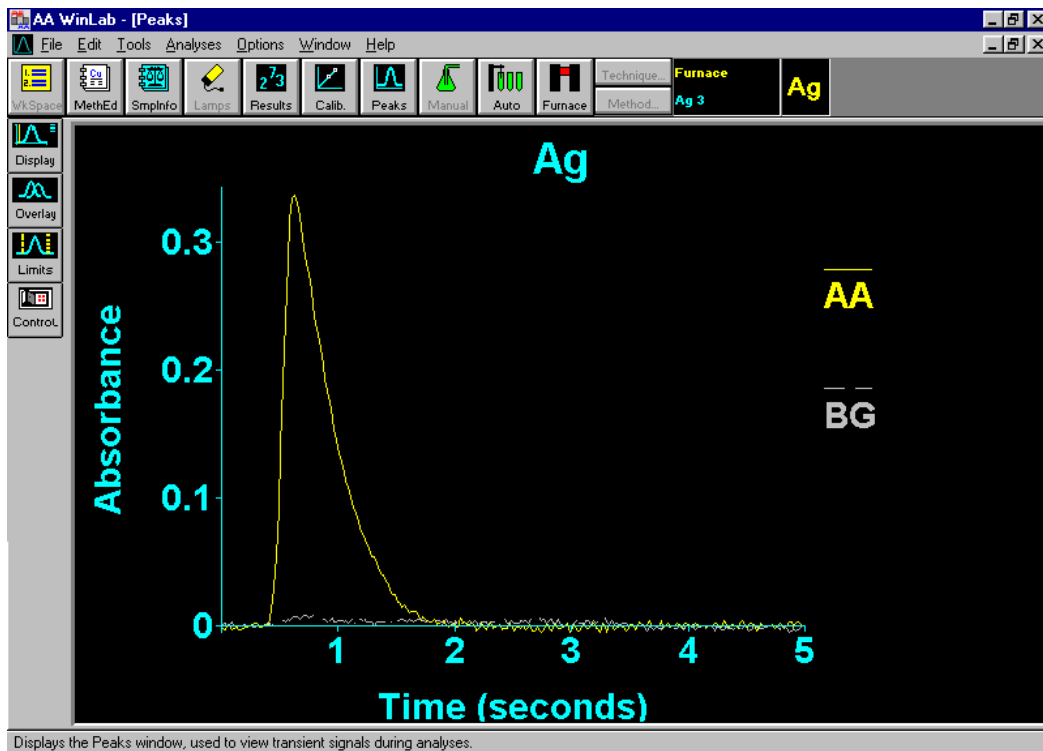 AA WinLab - [Peaks]
File Edit Tools Analyses Options Window Help
WkSpace MethEd SmpInfo Lamps Results Calib. Peaks Manual Auto Furnace
Technique...
Method...
Furnace
Ag 3
Ag
Display
Overlay
Limits
Control
Ag
Absorbance
0.3
0.2
0.1
0
1 2 3 4 5
Time (seconds)
AA
BG
Displays the Peaks window, used to view transient signals during analyses.